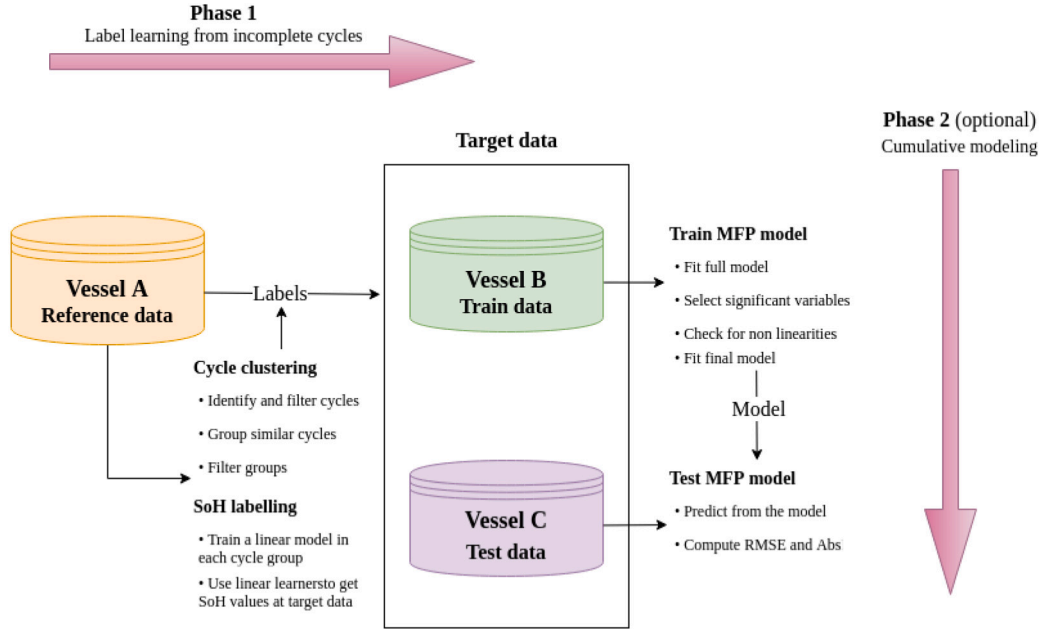 Phase 1
Label learning from incomplete cycles
Phase 2 (optional)
Cumulative modeling
Target data
Vessel A
Reference data
Labels
Cycle clustering
• Identify and filter cycles
• Group similar cycles
• Filter groups
SoH labelling
• Train a linear model in
each cycle group
• Use linear learnersto get
SoH values at target data
Vessel B
Train data
Vessel C
Test data
Train MFP model
• Fit full model
• Select significant variables
• Check for non linearities
• Fit final model
Model
Test MFP model
• Predict from the model
• Compute RMSE and Abs